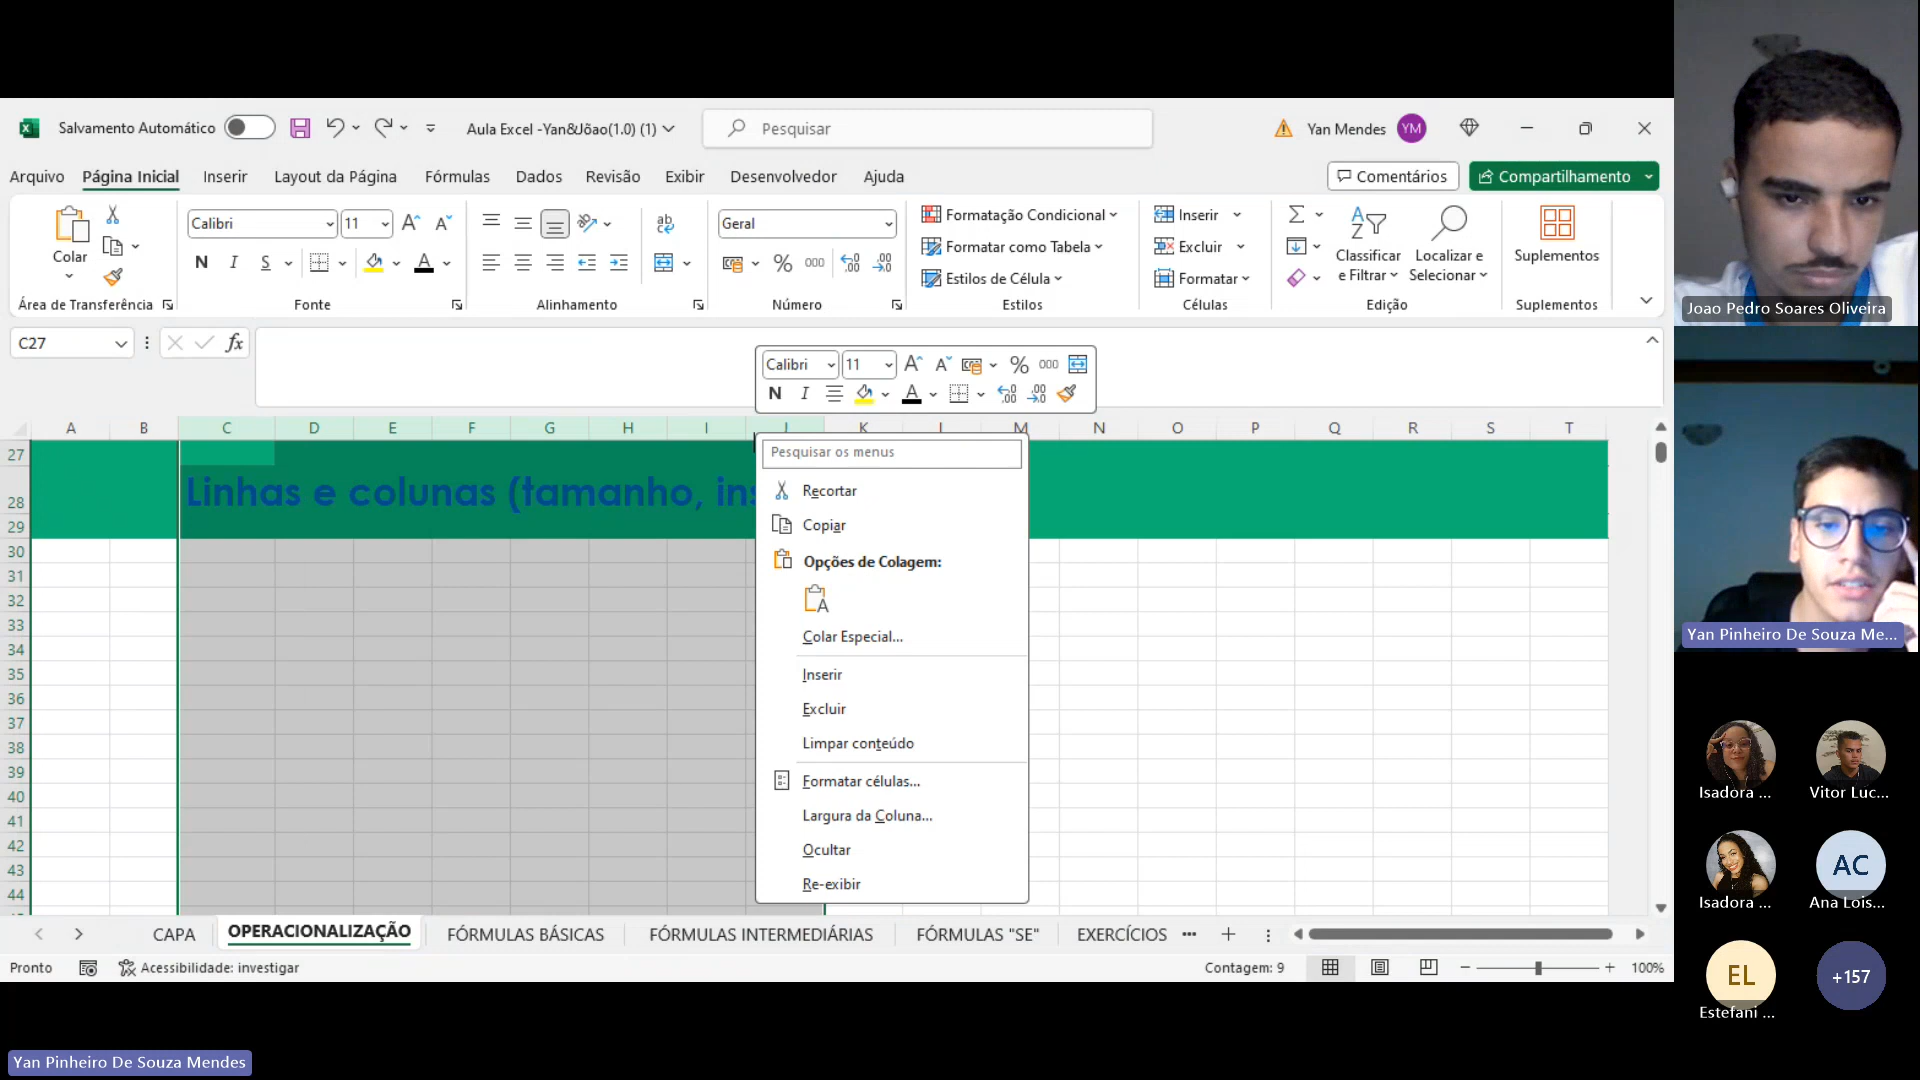 Salvamento Automático
Aula Excel -Yan&Jõao(1.0) (1)
Pesquisar
Yan Mendes
YM
Arquivo
Página Inicial
Inserir
Layout da Página
Fórmulas
Dados
Revisão
Exibir
Desenvolvedor
Ajuda
Comentários
Compartilhamento
Colar
Área de Transferência
Calibri
11
N I S
Fonte
Alinhamento
Geral
% 000
Número
Formatação Condicional
Formatar como Tabela
Estilos de Célula
Estilos
Inserir
Excluir
Formatar
Células
Classificar
e Filtrar
Localizar e
Selecionar
Edição
Suplementos
Suplementos
C27
fx
Calibri
11
% 000
N I
A B C D E F G H I J K L M N O P Q R S T
27
28
29
30
31
32
33
34
35
36
37
38
39
40
41
42
43
44
Linhas e colunas (tamanho, ins
Pesquisar os menus
Recortar
Copiar
Opções de Colagem:
Colar Especial...
Inserir
Excluir
Limpar conteúdo
Formatar células...
Largura da Coluna...
Ocultar
Re-exibir
CAPA
OPERACIONALIZAÇÃO
FÓRMULAS BÁSICAS
FÓRMULAS INTERMEDIÁRIAS
FÓRMULAS "SE"
EXERCÍCIOS
Pronto
Acessibilidade: investigar
Contagem: 9
100%
Joao Pedro Soares Oliveira
Yan Pinheiro De Souza Me...
Isadora ...
Vitor Luc...
Isadora ...
AC
Ana Lois...
EL
Estefani ...
+157
Yan Pinheiro De Souza Mendes